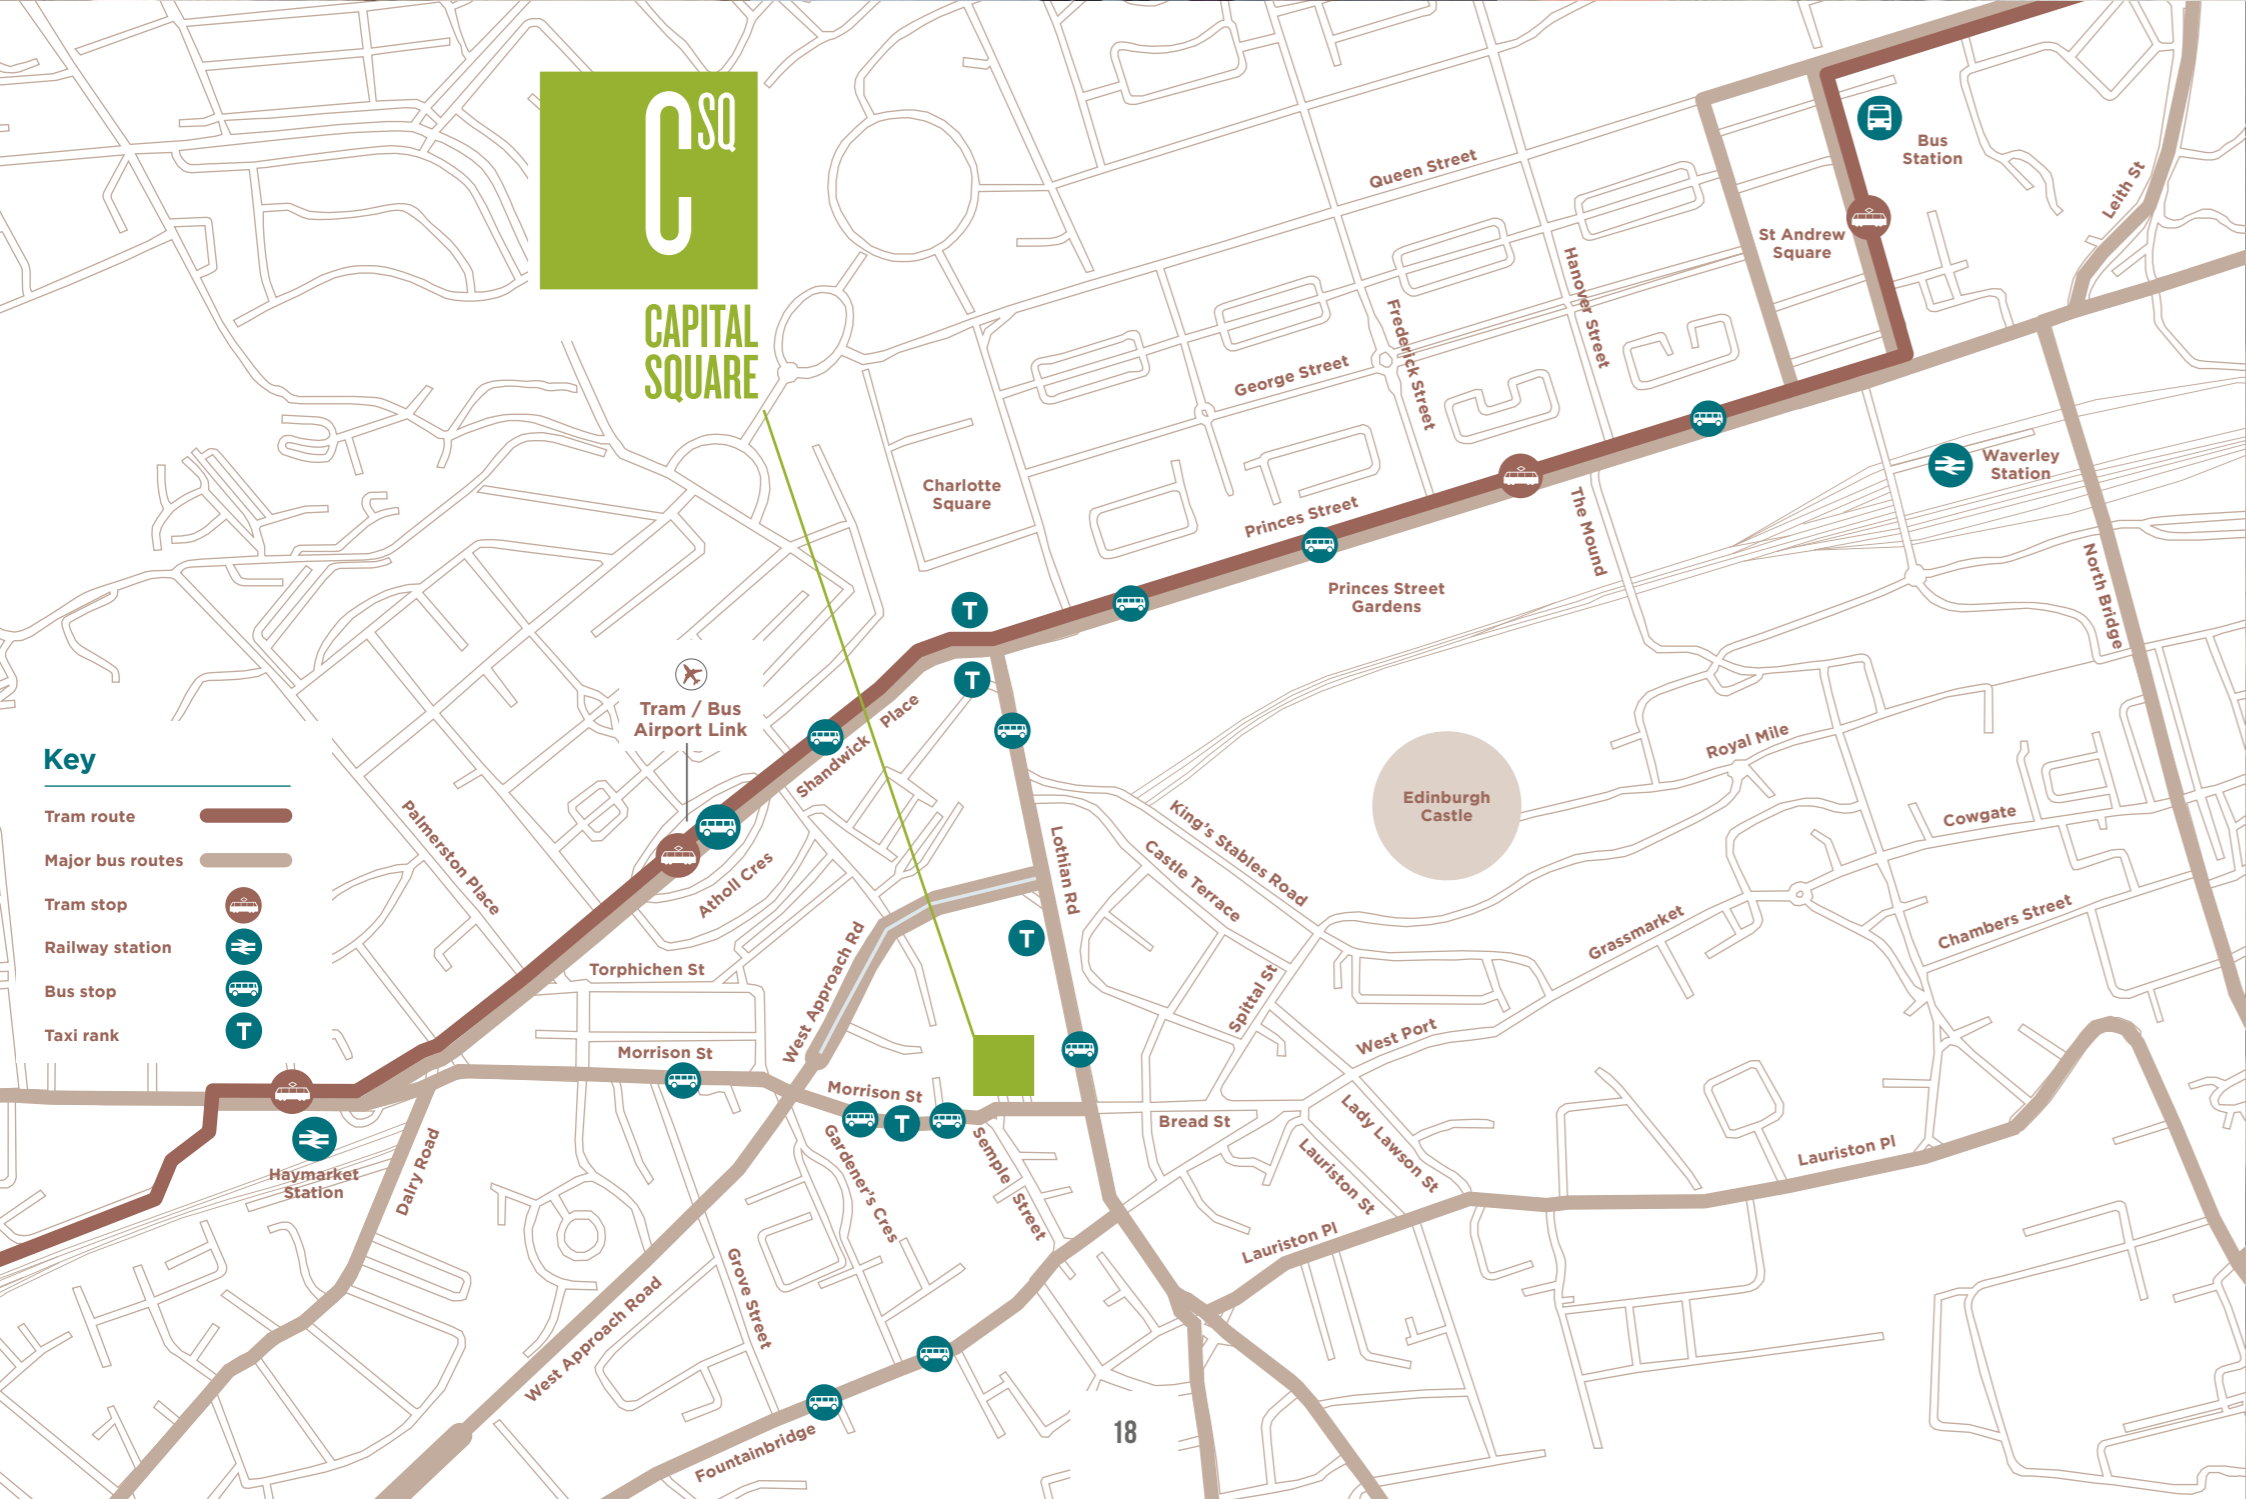 C SQ
CAPITAL
SQUARE
Bus
Station
Leith St
St Andrew
Square
Queen Street
Hanover Street
Frederick Street
George Street
Charlotte
Square
Princes Street
Waverley
Station
The Mound
North Bridge
Princes Street
Gardens
T
T
Tram / Bus
Airport Link
Shandwick Place
Royal Mile
Edinburgh
Castle
Cowgate
King's Stables Road
Castle Terrace
Lothian Rd
Palmerston Place
Atholl Cres
Grassmarket
Chambers Street
T
Torphichen St
West Approach Rd
Spittal St
West Port
Key
Tram route
Major bus routes
Tram stop
Railway station
Bus stop
Taxi rank
T
Morrison St
Morrison St
T
Bread St
Lady Lawson St
Lauriston St
Lauriston Pl
Lauriston Pl
Haymarket
Station
Dalry Road
Gardener's Cres
Semple Street
Grove Street
West Approach Road
Fountainbridge
18